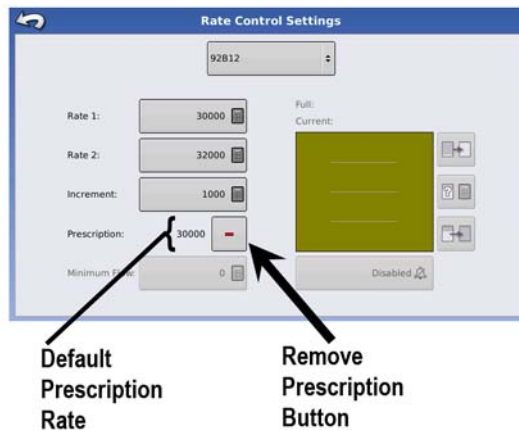 Rate Control Settings
92B12
Rate 1: 30000
Full:
Current:
Rate 2: 32000
Increment: 1000
Prescription: { 30000 -
Minimum Flow: 0
Disabled
Default
Prescription
Rate
Remove
Prescription
Button